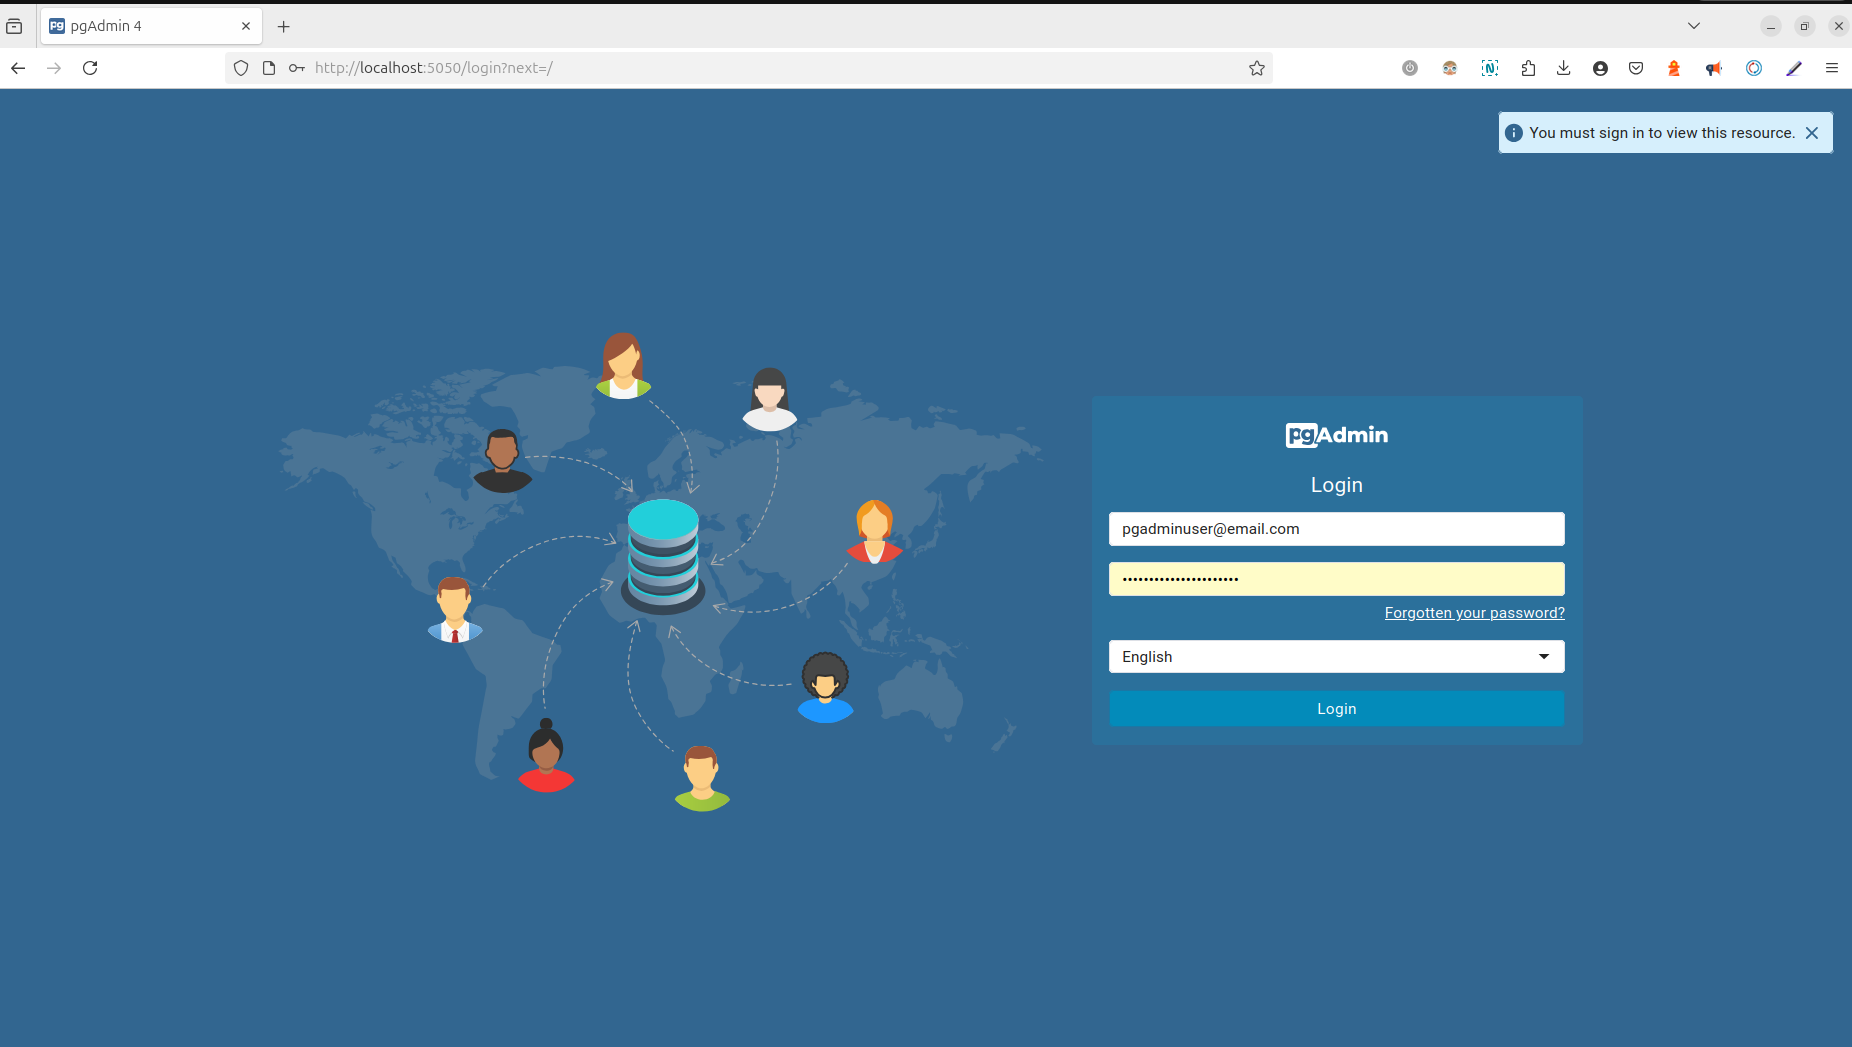 pgAdmin 4
http://localhost:5050/login?next=/
You must sign in to view this resource.
pgAdmin
Login
pgadminuser@email.com
••••••••••••••••••••••
Forgotten your password?
English
Login